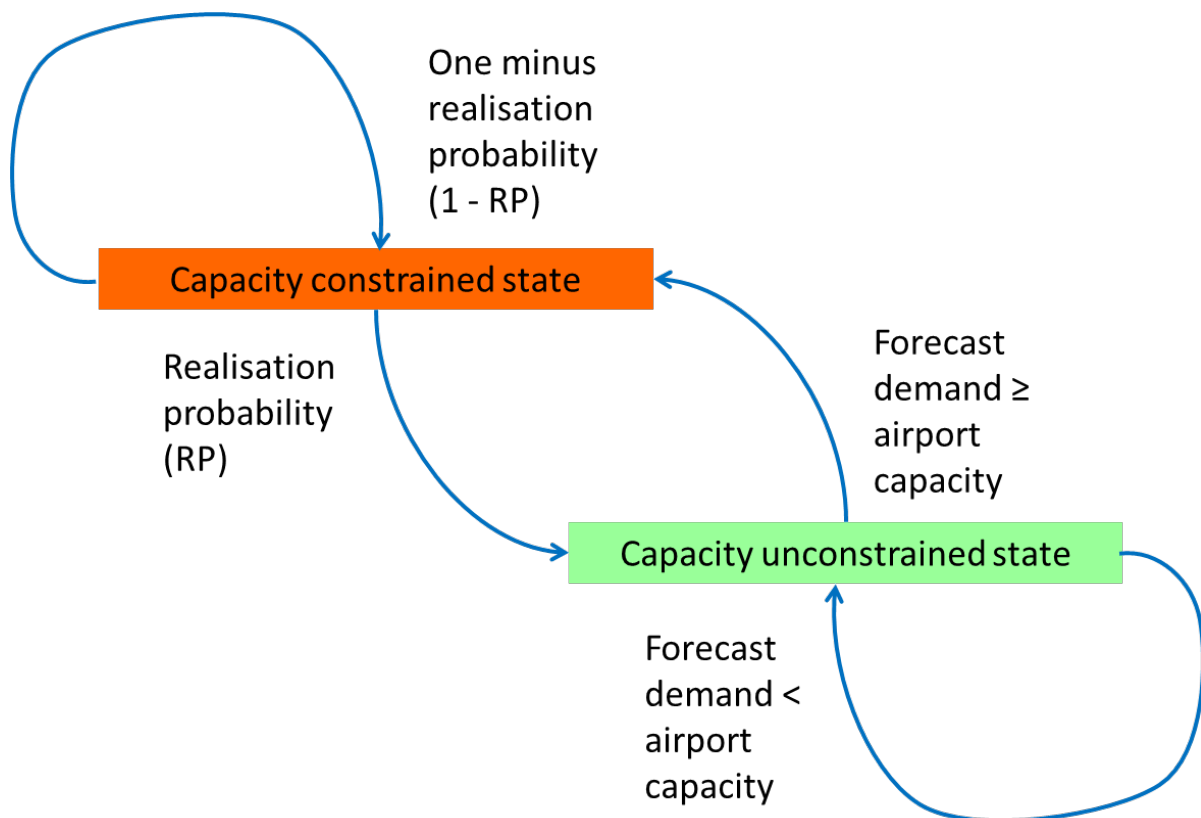 One minus
realisation
probability
(1 - RP)
Capacity constrained state
Realisation
probability
(RP)
Forecast
demand ≥
airport
capacity
Capacity unconstrained state
Forecast
demand <
airport
capacity